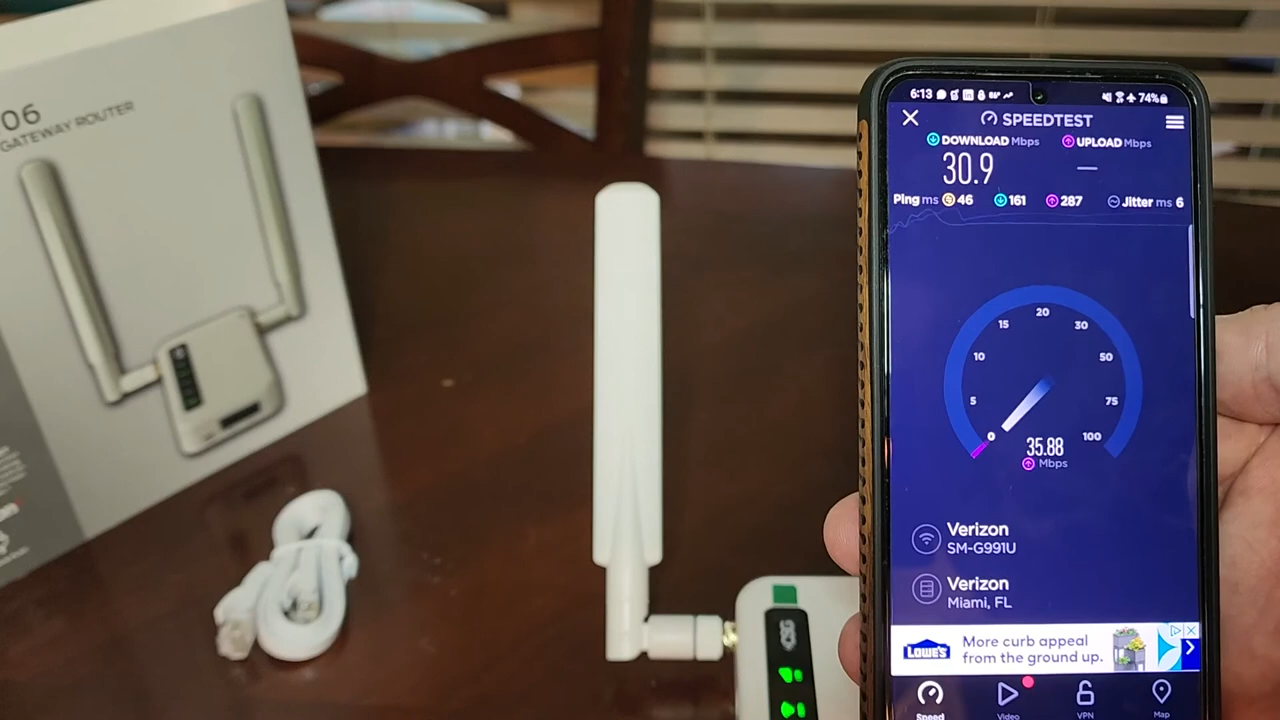 06
GATEWAY ROUTER
6:13
86°
74%
SPEEDTEST
DOWNLOAD Mbps
UPLOAD Mbps
30.9
—
Ping ms 46 161 287 Jitter ms 6
0
5
10
15
20
30
50
75
100
35.88
Mbps
Verizon
SM-G991U
Verizon
Miami, FL
LOWE'S
More curb appeal
from the ground up.
Speed
Video
VPN
Map